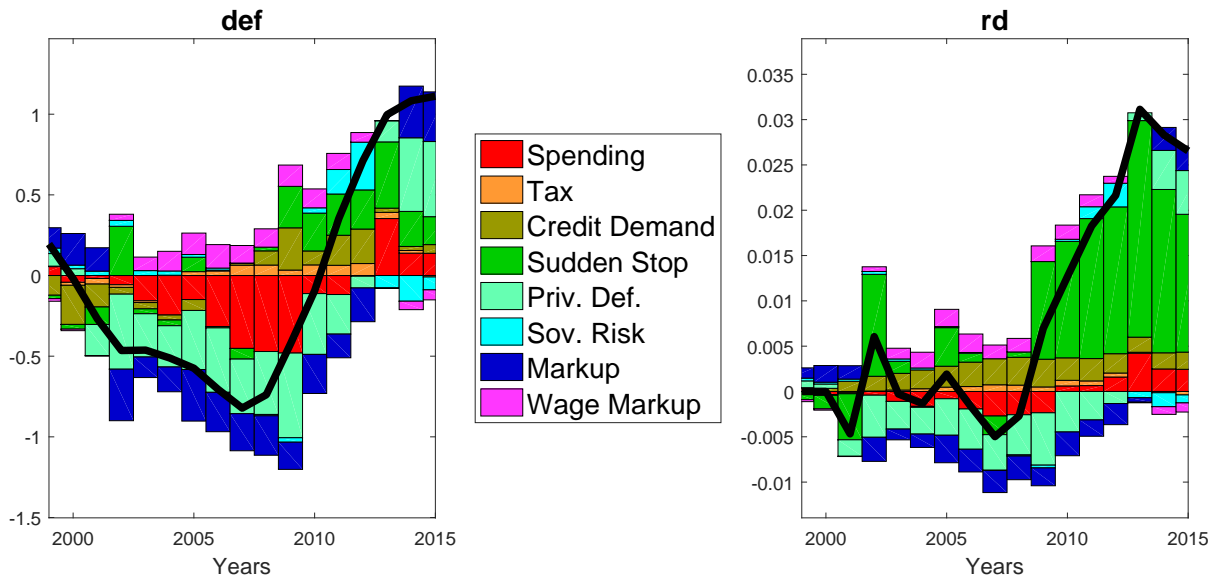 def
1
0.5
0
-0.5
-1
-1.5
2000
2005
2010
2015
Years
Spending
Tax
Credit Demand
Sudden Stop
Priv. Def.
Sov. Risk
Markup
Wage Markup
rd
0.035
0.03
0.025
0.02
0.015
0.01
0.005
0
-0.005
-0.01
2000
2005
2010
2015
Years